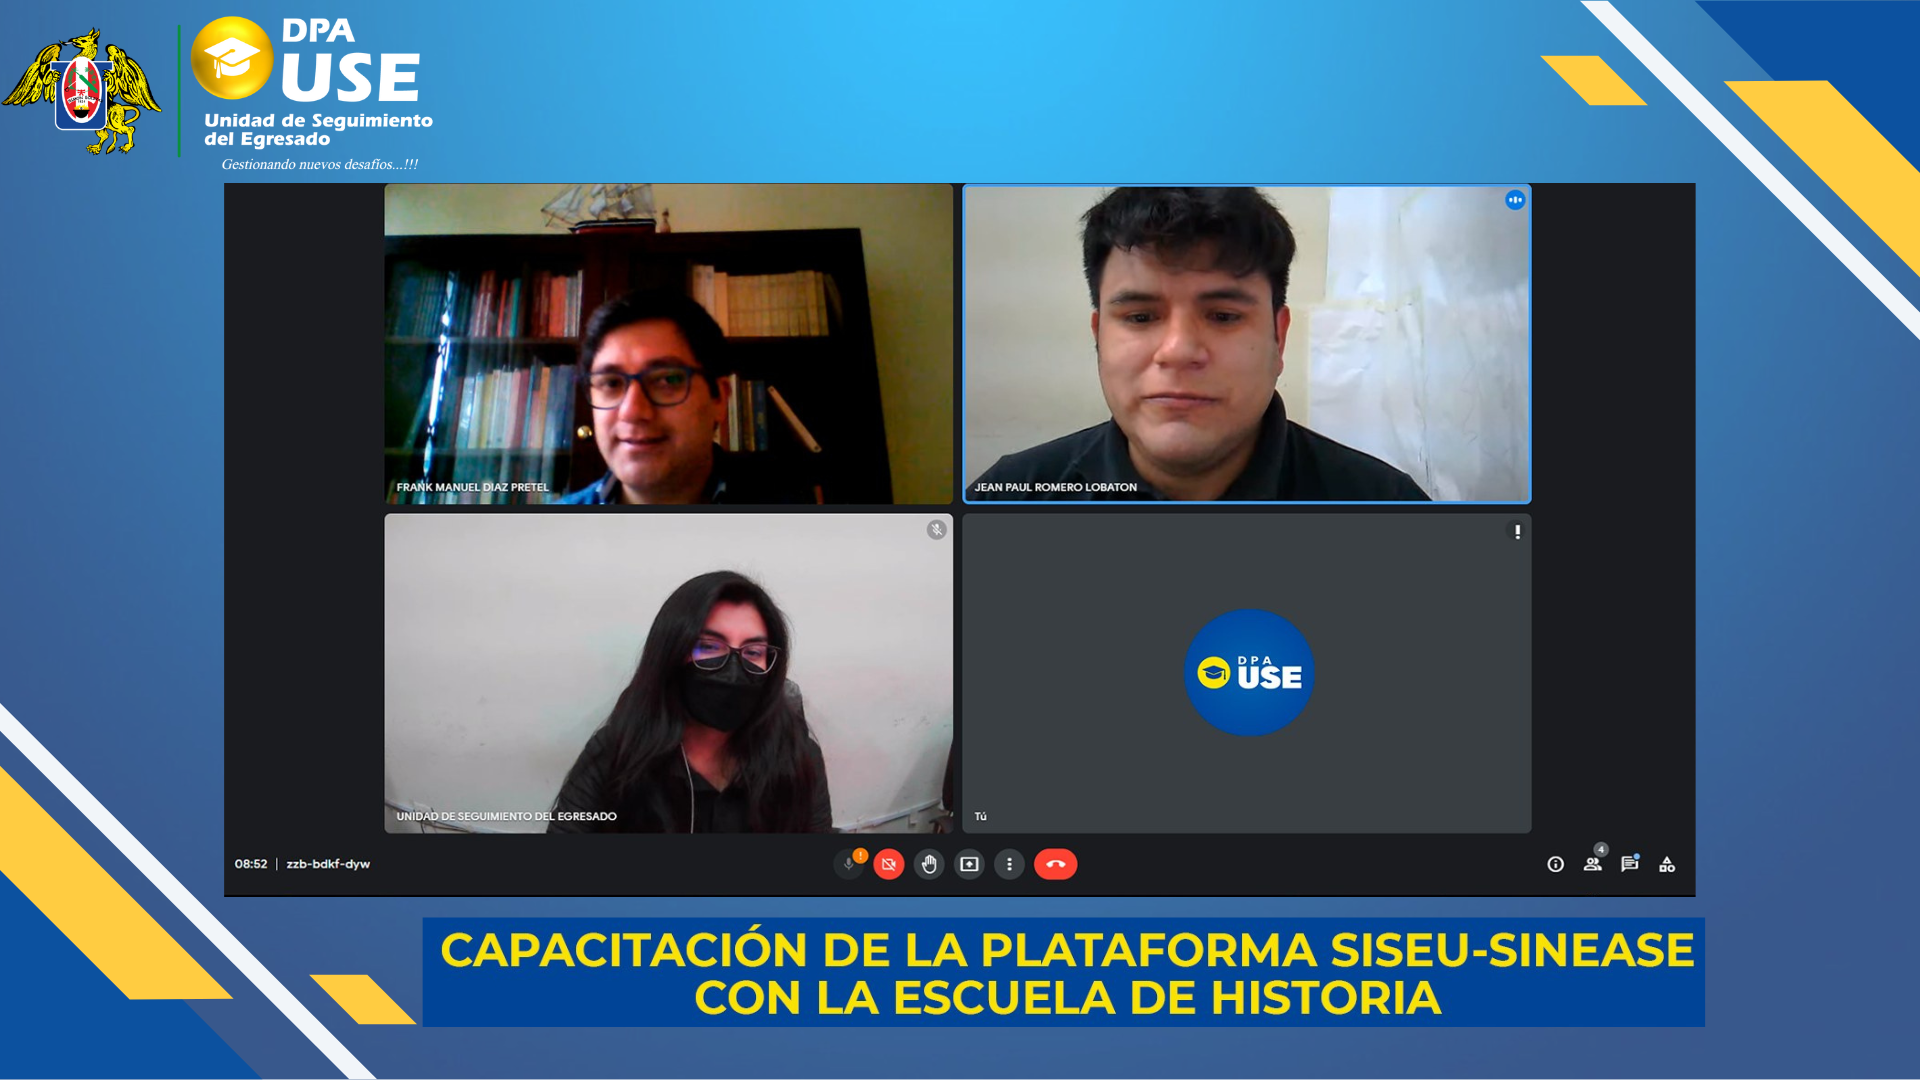 DPA
USE
Unidad de Seguimiento
del Egresado
Gestionando nuevos desafíos...!!!
FRANK MANUEL DIAZ PRETEL
JEAN PAUL ROMERO LOBATON
UNIDAD DE SEGUIMIENTO DEL EGRESADO
DPA
USE
Tú
08:52 | zzb-bdkf-dyw
4
CAPACITACIÓN DE LA PLATAFORMA SISEU-SINEASE
CON LA ESCUELA DE HISTORIA